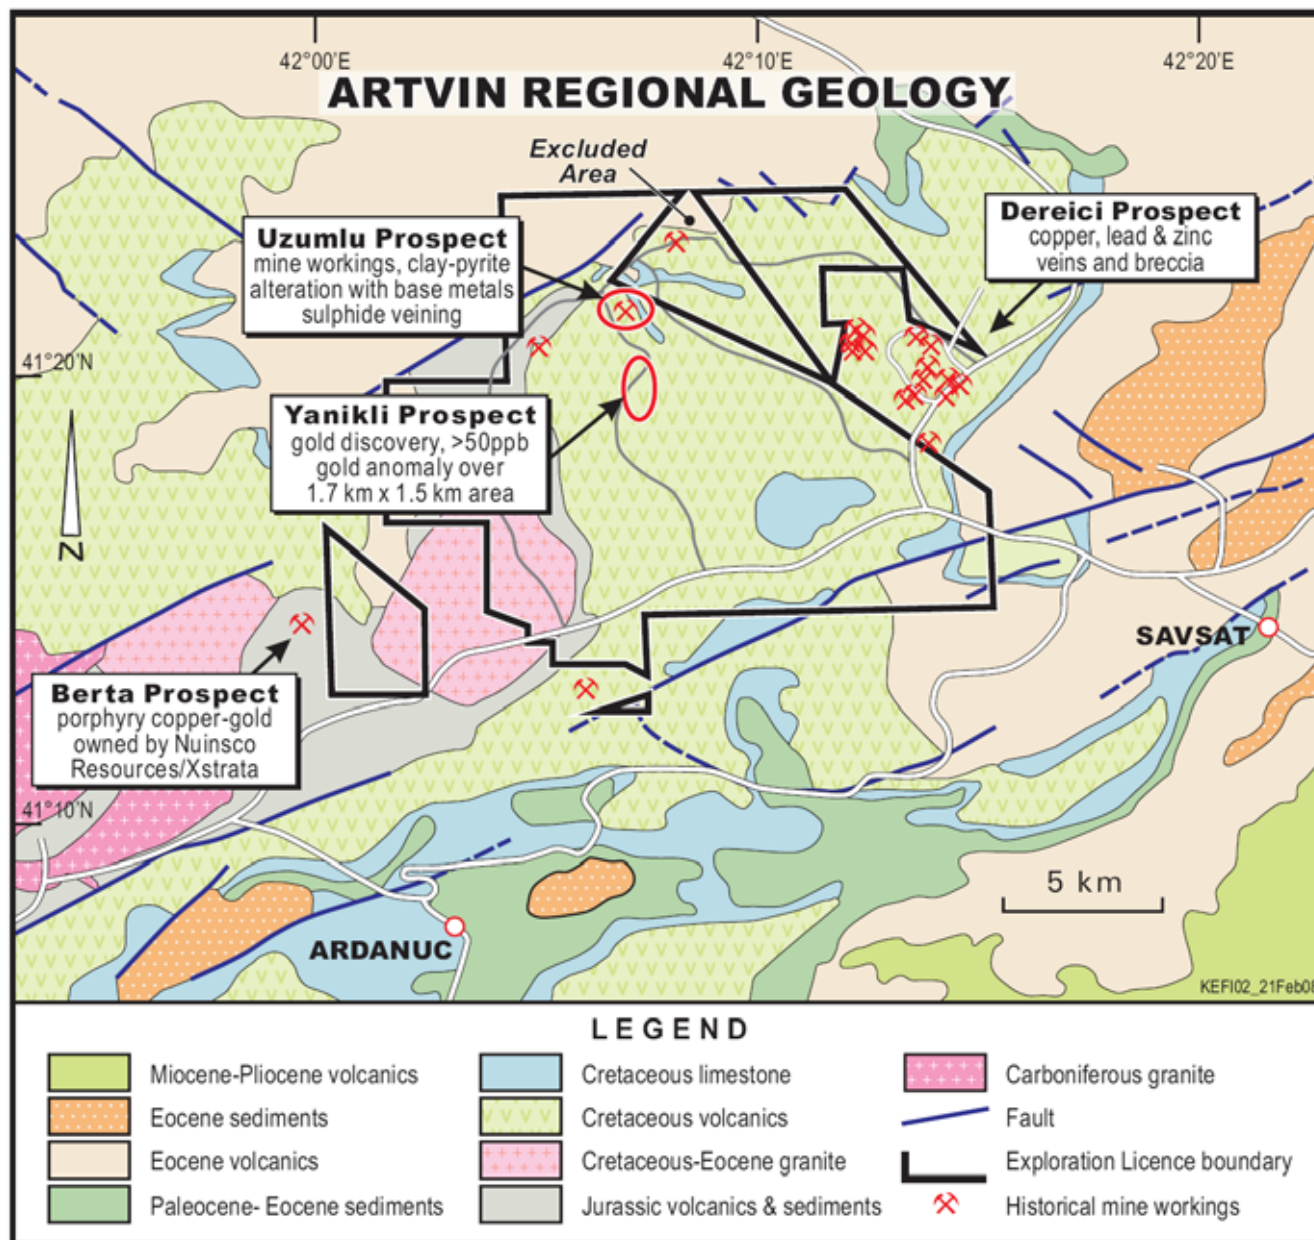 42°00'E
42°10'E
42°20'E
ARTVIN REGIONAL GEOLOGY
Excluded
Area
Uzumlu Prospect
mine workings, clay-pyrite
alteration with base metals
sulphide veining
Dereici Prospect
copper, lead & zinc
veins and breccia
41°20'N
Yanikli Prospect
gold discovery, >50ppb
gold anomaly over
1.7 km x 1.5 km area
N
SAVSAT
Berta Prospect
porphyry copper-gold
owned by Nuinsco
Resources/Xstrata
41°10'N
5 km
ARDANUC
KEFI02_21Feb08
LEGEND
Miocene-Pliocene volcanics
Eocene sediments
Eocene volcanics
Paleocene- Eocene sediments
Cretaceous limestone
Cretaceous volcanics
Cretaceous-Eocene granite
Jurassic volcanics & sediments
Carboniferous granite
Fault
Exploration Licence boundary
Historical mine workings